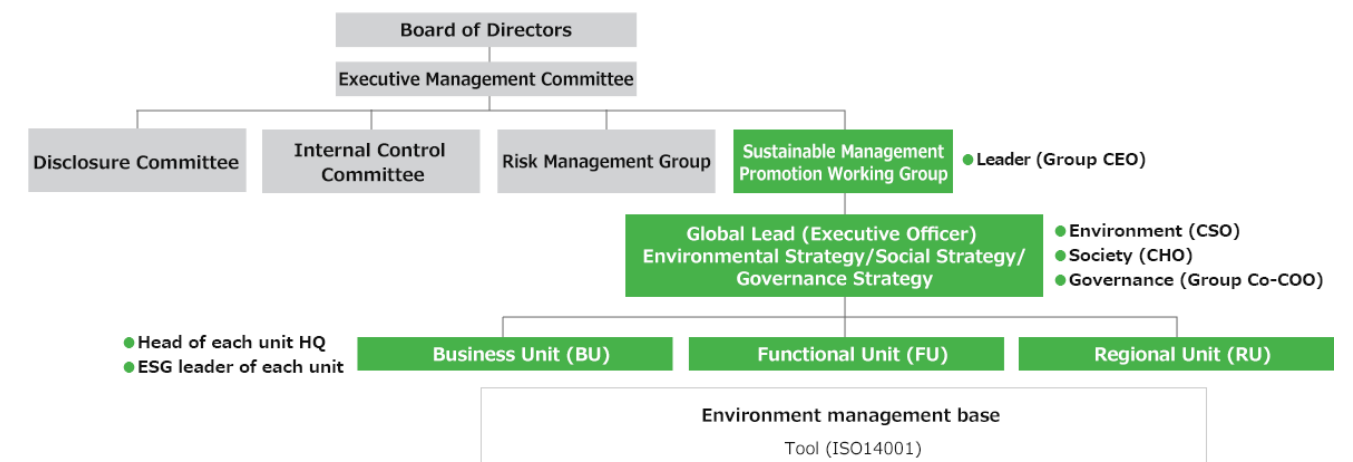 Board of Directors
Executive Management Committee
Disclosure Committee
Internal Control
Committee
Risk Management Group
Sustainable Management
Promotion Working Group
Leader (Group CEO)
Global Lead (Executive Officer)
Environmental Strategy/Social Strategy/
Governance Strategy
Environment (CSO)
Society (CHO)
Governance (Group Co-COO)
Head of each unit HQ
ESG leader of each unit
Business Unit (BU)
Functional Unit (FU)
Regional Unit (RU)
Environment management base
Tool (ISO14001)